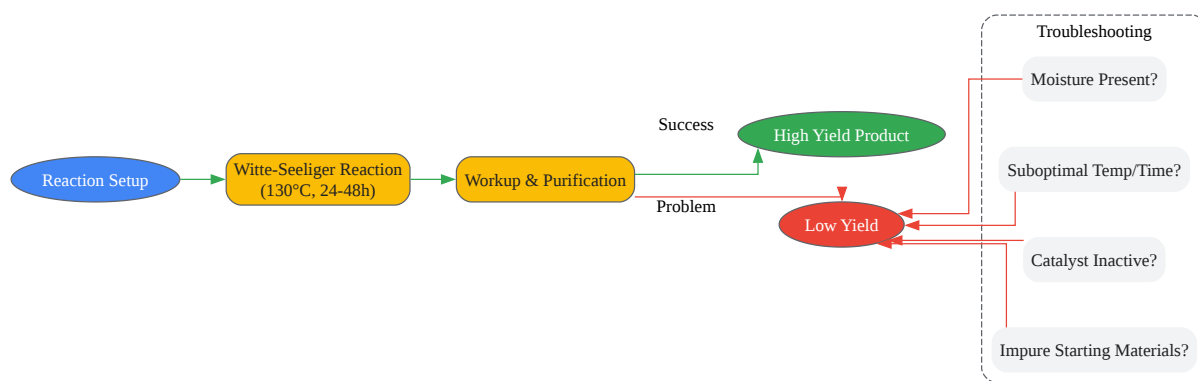 Reaction Setup
Witte-Seeliger Reaction
(130°C, 24-48h)
Workup & Purification
Success
Problem
High Yield Product
Low Yield
Troubleshooting
Moisture Present?
Suboptimal Temp/Time?
Catalyst Inactive?
Impure Starting Materials?